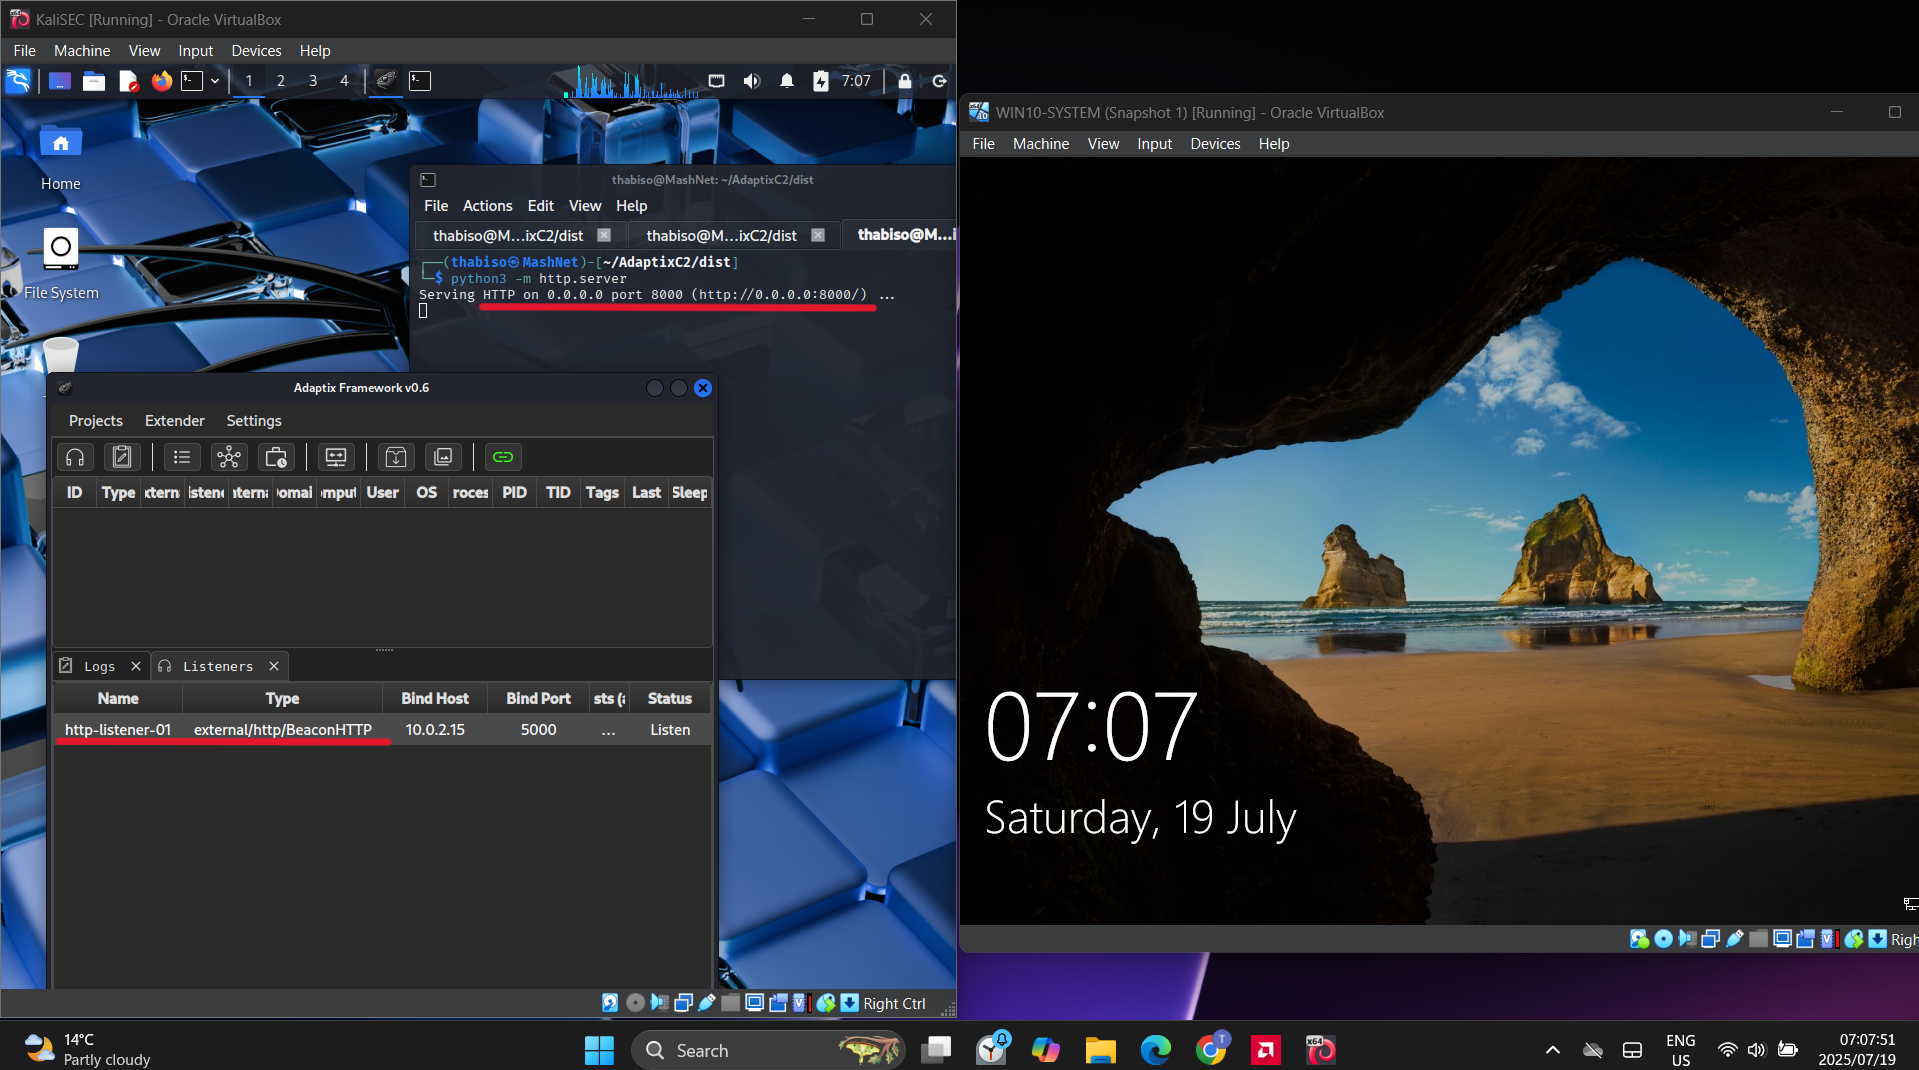 KaliSEC [Running] - Oracle VirtualBox
File Machine View Input Devices Help
1 2 3 4 7:07
Home
File System
thabiso@MashNet: ~/AdaptixC2/dist
File Actions Edit View Help
thabiso@M...ixC2/dist thabiso@M...ixC2/dist thabiso@M...i
┌──(thabiso㉿MashNet)-[~/AdaptixC2/dist]
└─$ python3 -m http.server
Serving HTTP on 0.0.0.0 port 8000 (http://0.0.0.0:8000/) ...
Adaptix Framework v0.6
Projects Extender Settings
ID Type xtern istenc nterna omai mput User OS roces PID TID Tags Last Sleep
Logs Listeners
Name Type Bind Host Bind Port sts (a Status
http-listener-01 external/http/BeaconHTTP 10.0.2.15 5000 ... Listen
Right Ctrl
WIN10-SYSTEM (Snapshot 1) [Running] - Oracle VirtualBox
File Machine View Input Devices Help
07:07
Saturday, 19 July
Righ
14°C
Partly cloudy
Search
ENG
US
07:07:51
2025/07/19